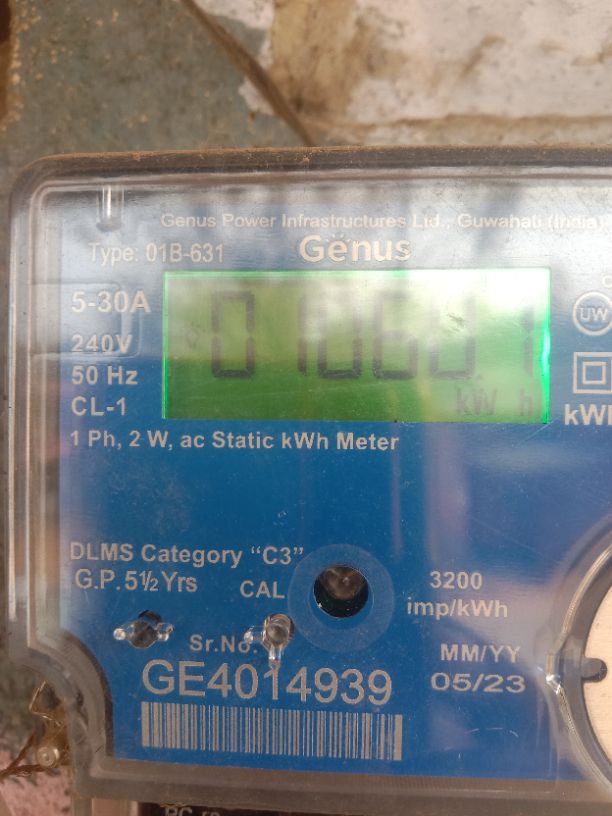 Genus Power Infrastructures Ltd., Guwahati (India)
Type: 01B-631
Gënus
5-30A
240V
50 Hz
CL-1
kW h
UW
kWh
1 Ph, 2 W, ac Static kWh Meter
DLMS Category "C3"
G.P.5½ Yrs
CAL
3200
imp/kWh
Sr.No.
GE4014939
MM/YY
05/23